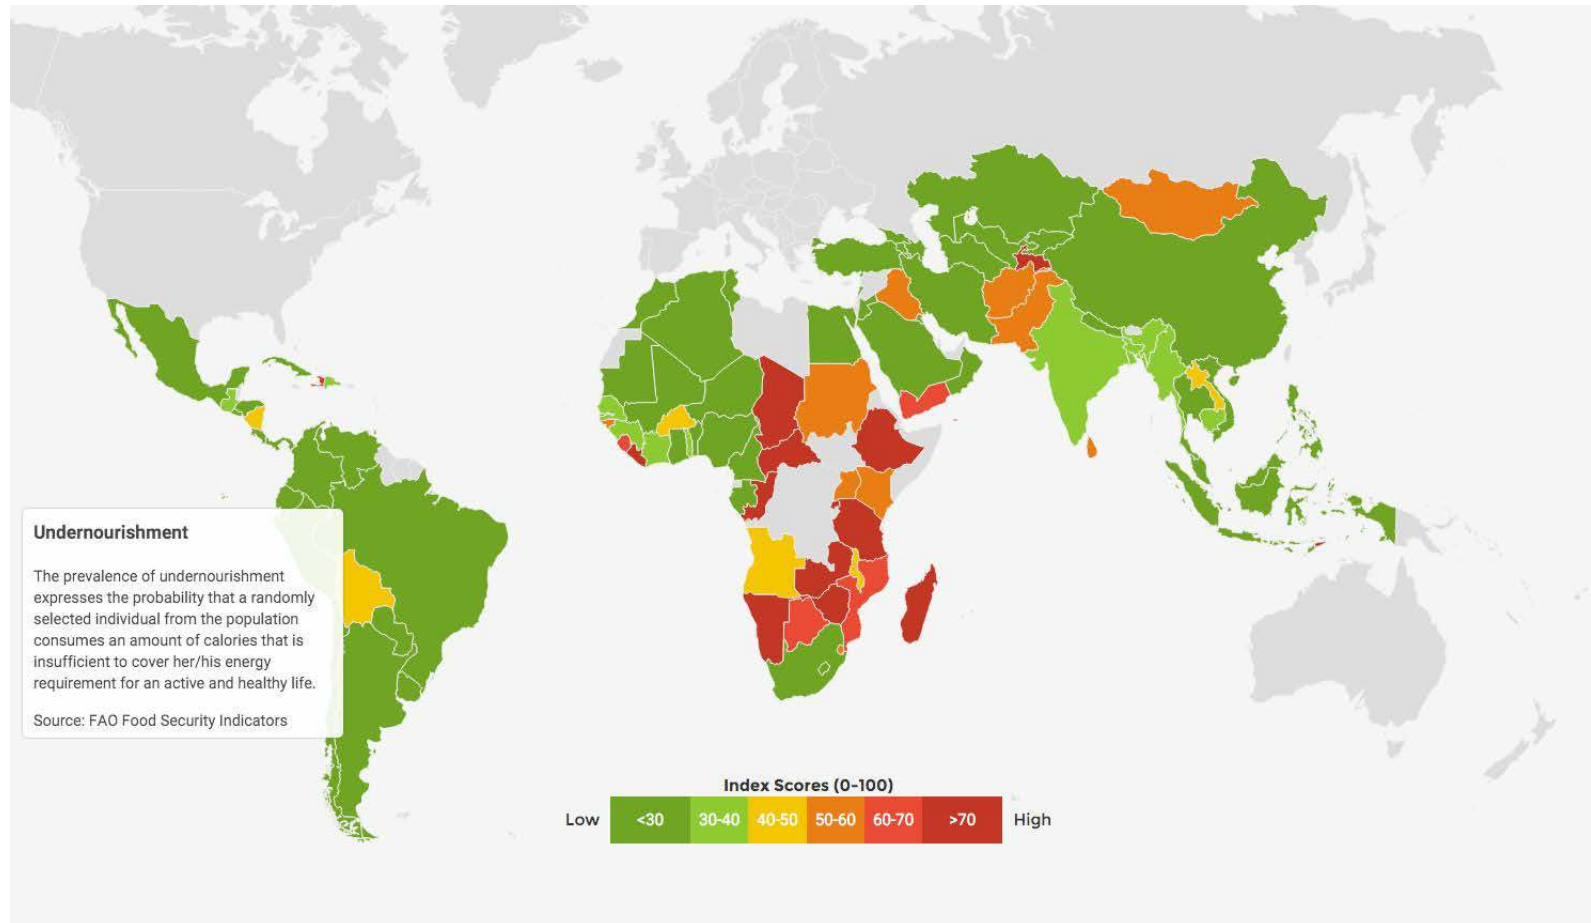 Undernourishment
The prevalence of undernourishment
expresses the probability that a randomly
selected individual from the population
consumes an amount of calories that is
insufficient to cover her/his energy
requirement for an active and healthy life.
Source: FAO Food Security Indicators
Index Scores (0-100)
Low <30 30-40 40-50 50-60 60-70 >70 High